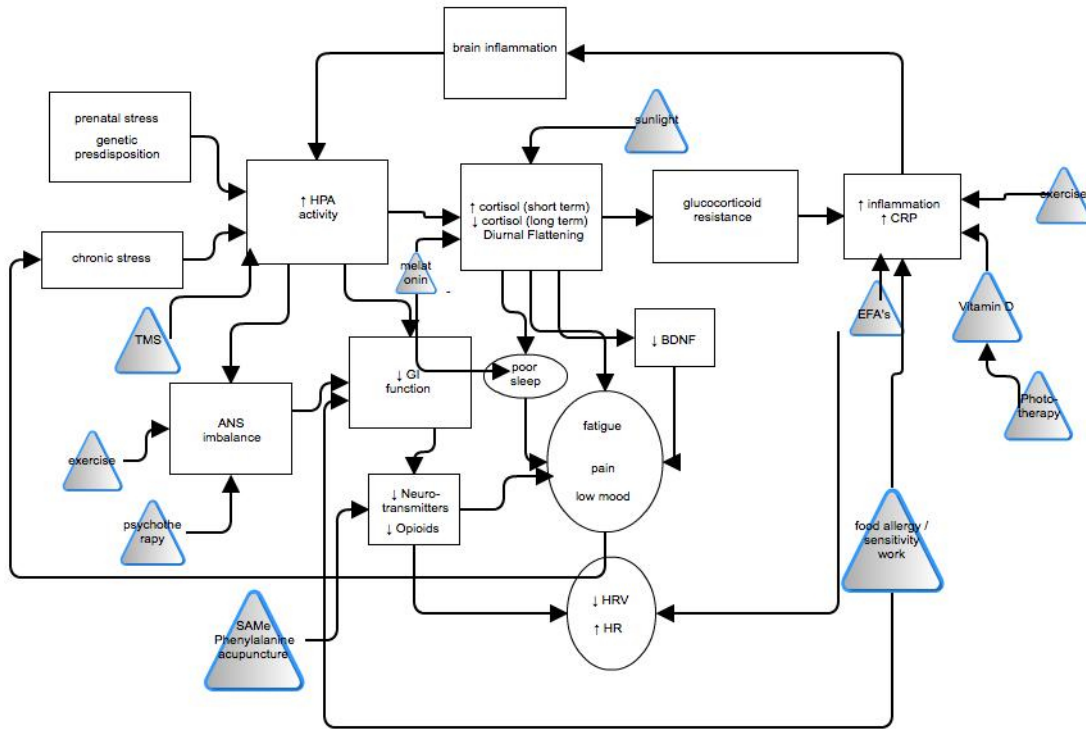 brain inflammation
prenatal stress
genetic
presdisposition
sunlight
↑ HPA
activity
↑ cortisol (short term)
↓ cortisol (long term)
Diurnal Flattening
glucocorticoid
resistance
↑ inflammation
↑ CRP
exercise
chronic stress
melat
onin
-
TMS
EFA's
Vitamin D
↓ BDNF
↓ GI
function
poor
sleep
Photo-
therapy
ANS
imbalance
fatigue
pain
low mood
exercise
↓ Neuro-
transmitters
↓ Opioids
psychothe
rapy
food allergy /
sensitivity
work
↓ HRV
↑ HR
SAMe
Phenylalanine
acupuncture